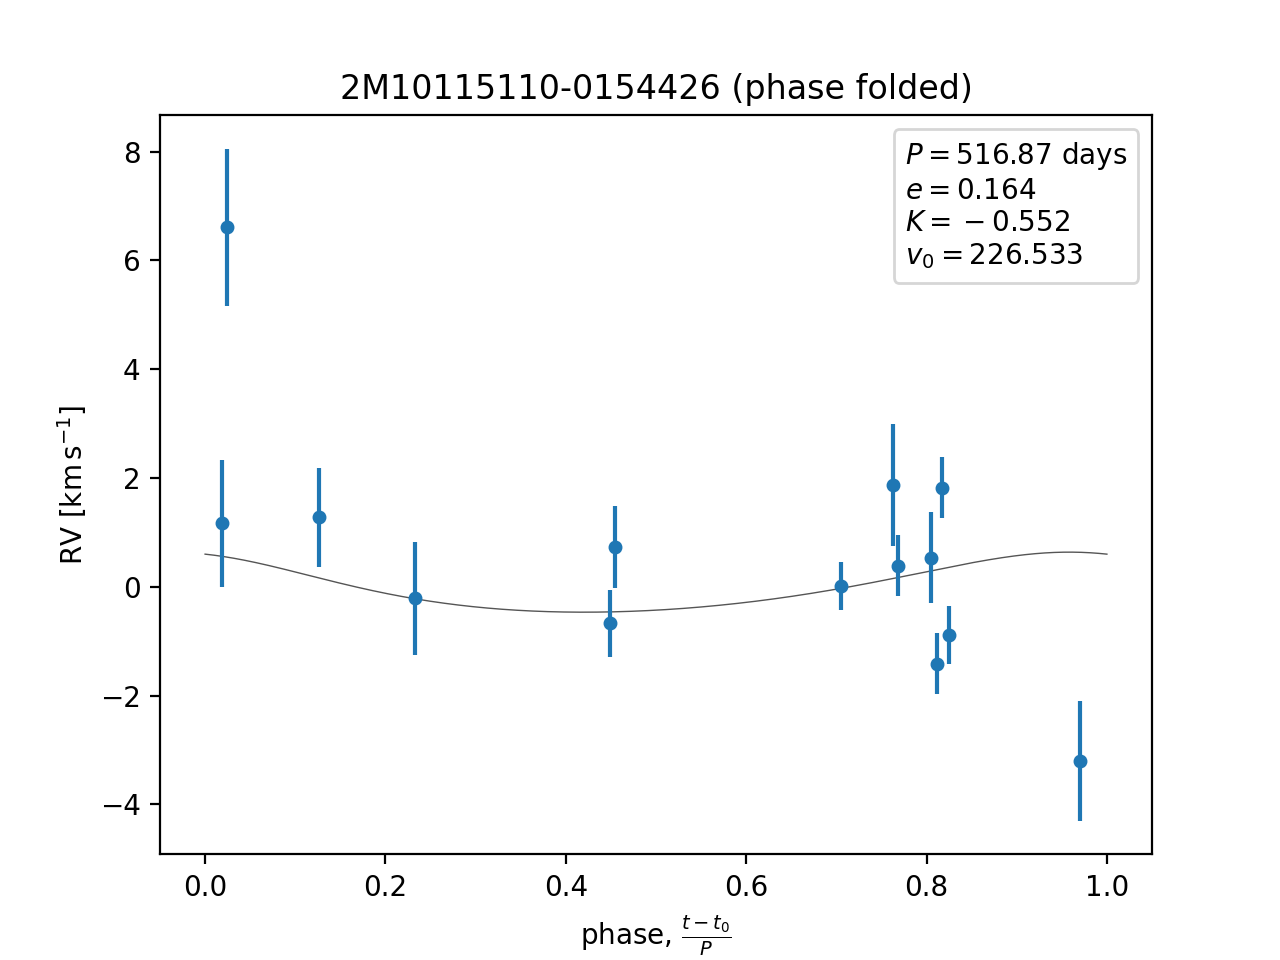 2M10115110-0154426 (phase folded)
P = 516.87 days
e = 0.164
K = −0.552
v₀ = 226.533
RV [km s⁻¹]
8
6
4
2
0
−2
−4
0.0 0.2 0.4 0.6 0.8 1.0
phase, (t − t₀)/P